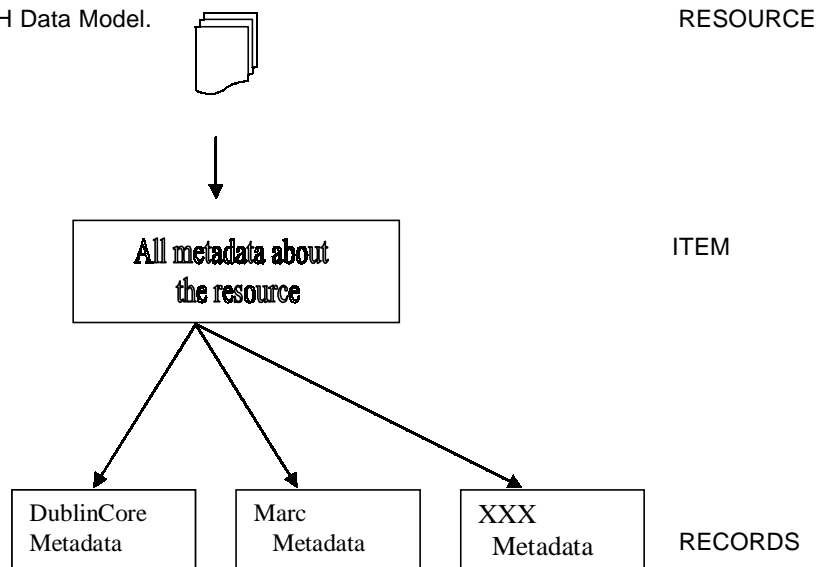 H Data Model.
RESOURCE
All metadata about
the resource
ITEM
DublinCore
Metadata
Marc
Metadata
XXX
Metadata
RECORDS